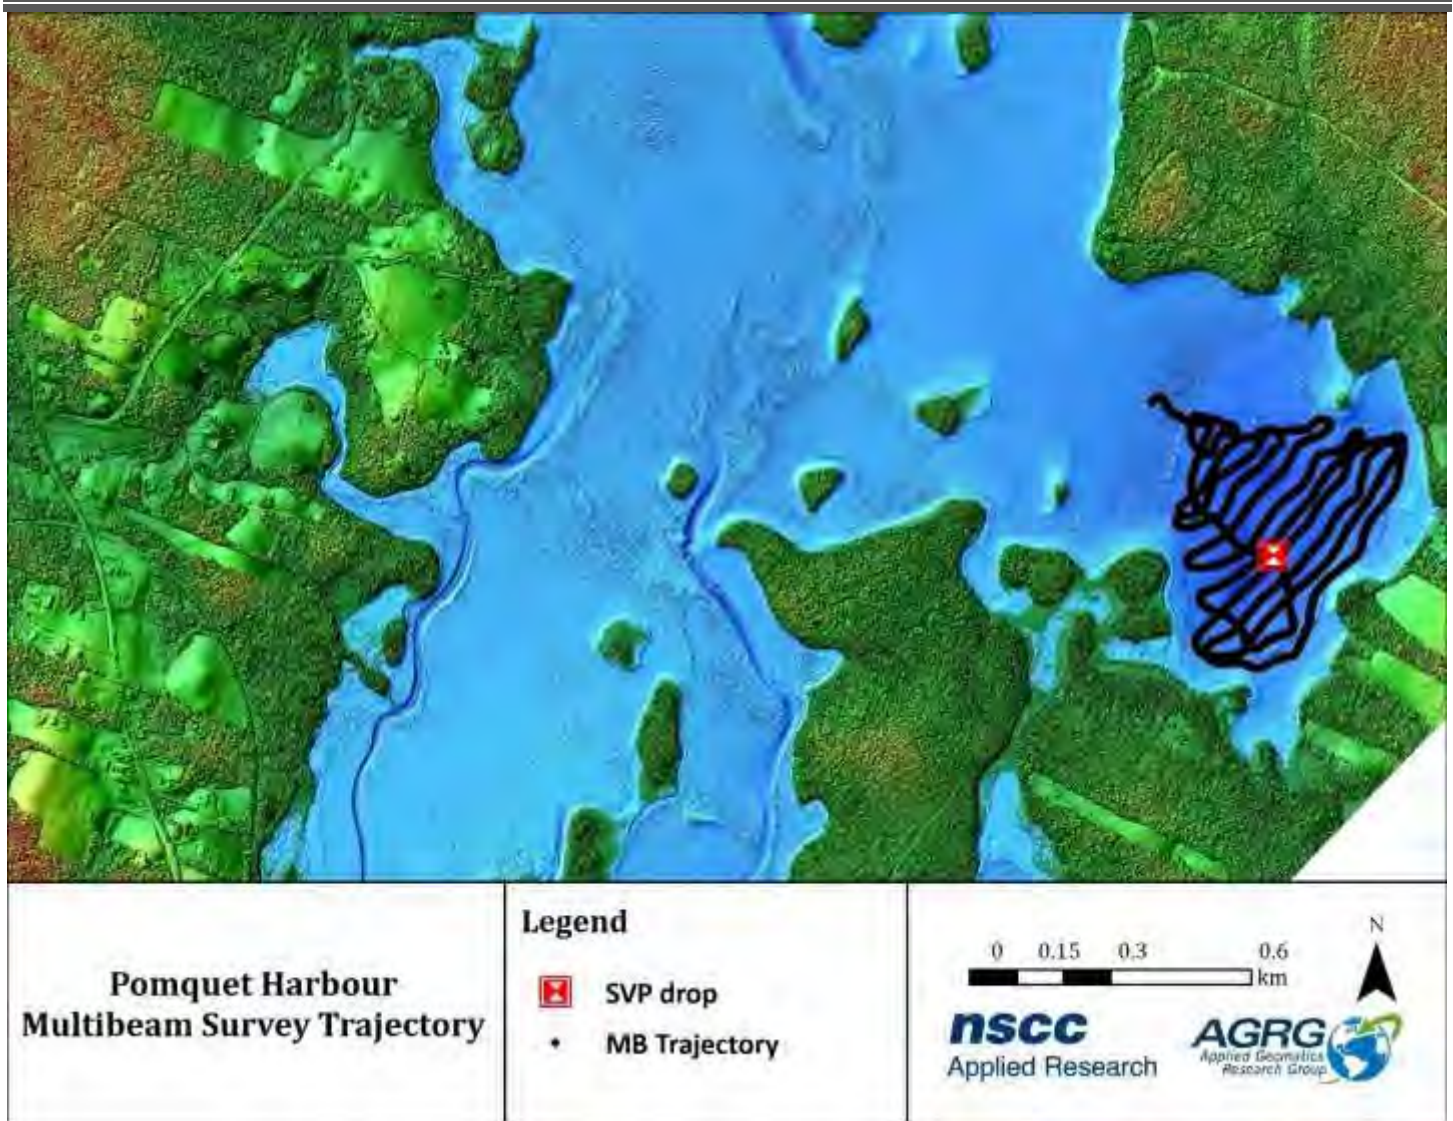 Pomquet Harbour
Multibeam Survey Trajectory
Legend
SVP drop
MB Trajectory
0 0.15 0.3 0.6
km
N
nscc
Applied Research
AGRG
Applied Geomatics
Research Group